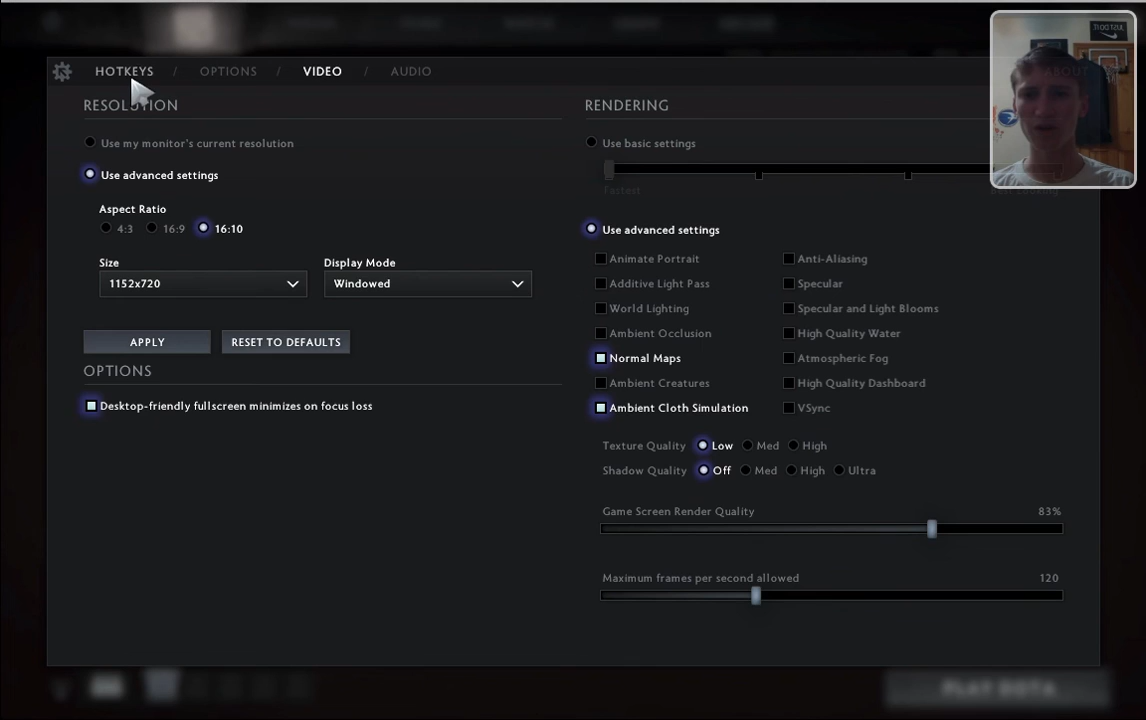 HOTKEYS / OPTIONS / VIDEO / AUDIO
ABOUT
RESOLUTION
Use my monitor's current resolution
Use advanced settings
Aspect Ratio
4:3 16:9 16:10
Size Display Mode
1152x720 Windowed
APPLY RESET TO DEFAULTS
OPTIONS
Desktop-friendly fullscreen minimizes on focus loss
RENDERING
Use basic settings
Fastest
Use advanced settings
Animate Portrait Anti-Aliasing
Additive Light Pass Specular
World Lighting Specular and Light Blooms
Ambient Occlusion High Quality Water
Normal Maps Atmospheric Fog
Ambient Creatures High Quality Dashboard
Ambient Cloth Simulation VSync
Texture Quality Low Med High
Shadow Quality Off Med High Ultra
Game Screen Render Quality 83%
Maximum frames per second allowed 120
PLAY DOTA